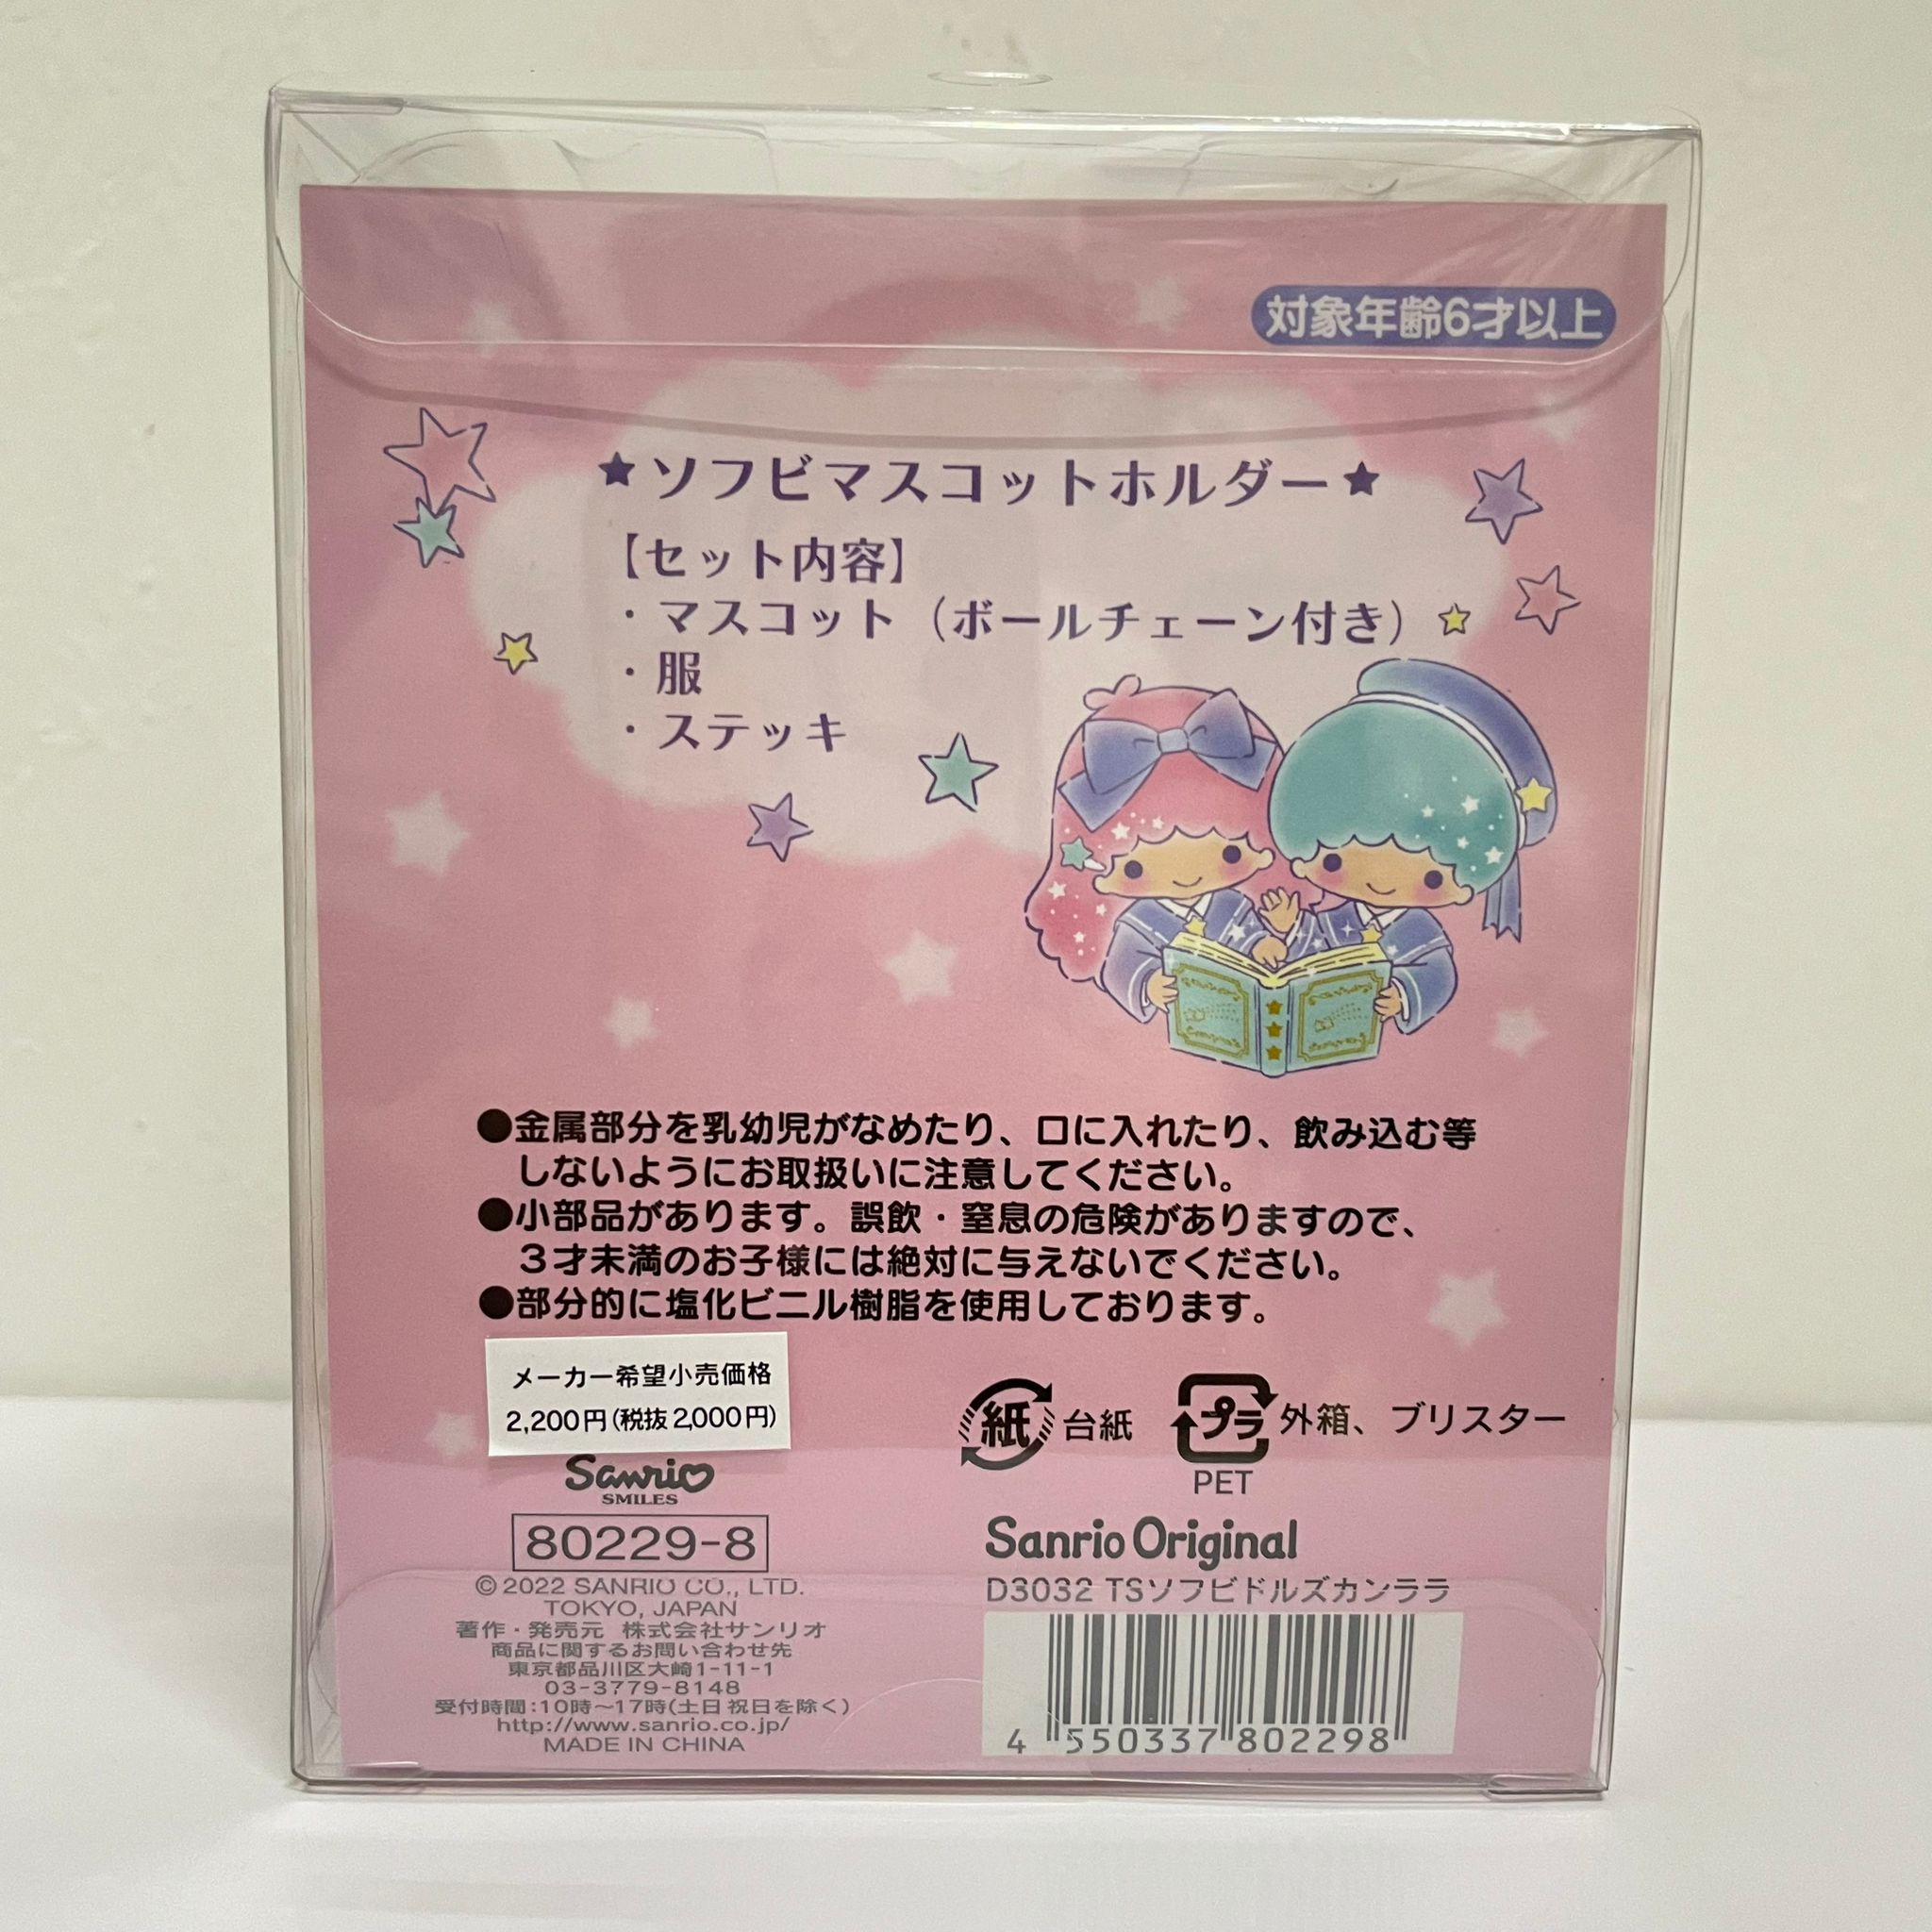 対象年齢6才以上
★ソフビマスコットホルダー★
【セット内容】
・マスコット（ボールチェーン付き）
・服
・ステッキ
●金属部分を乳幼児がなめたり、口に入れたり、飲み込む等
しないようにお取扱いに注意してください。
●小部品があります。誤飲・窒息の危険がありますので、
３才未満のお子様には絶対に与えないでください。
●部分的に塩化ビニル樹脂を使用しております。
メーカー希望小売価格
2,200円(税抜2,000円)
紙 台紙
プラ 外箱、ブリスター
PET
Sanrio
SMILES
80229-8
©2022 SANRIO CO., LTD.
TOKYO, JAPAN
著作・発売元 株式会社サンリオ
商品に関するお問い合わせ先
東京都品川区大崎1-11-1
03-3779-8148
受付時間:10時～17時(土日祝日を除く)
http://www.sanrio.co.jp/
MADE IN CHINA
Sanrio Original
D3032 TSソフビドルズカンララ
4 550337 802298